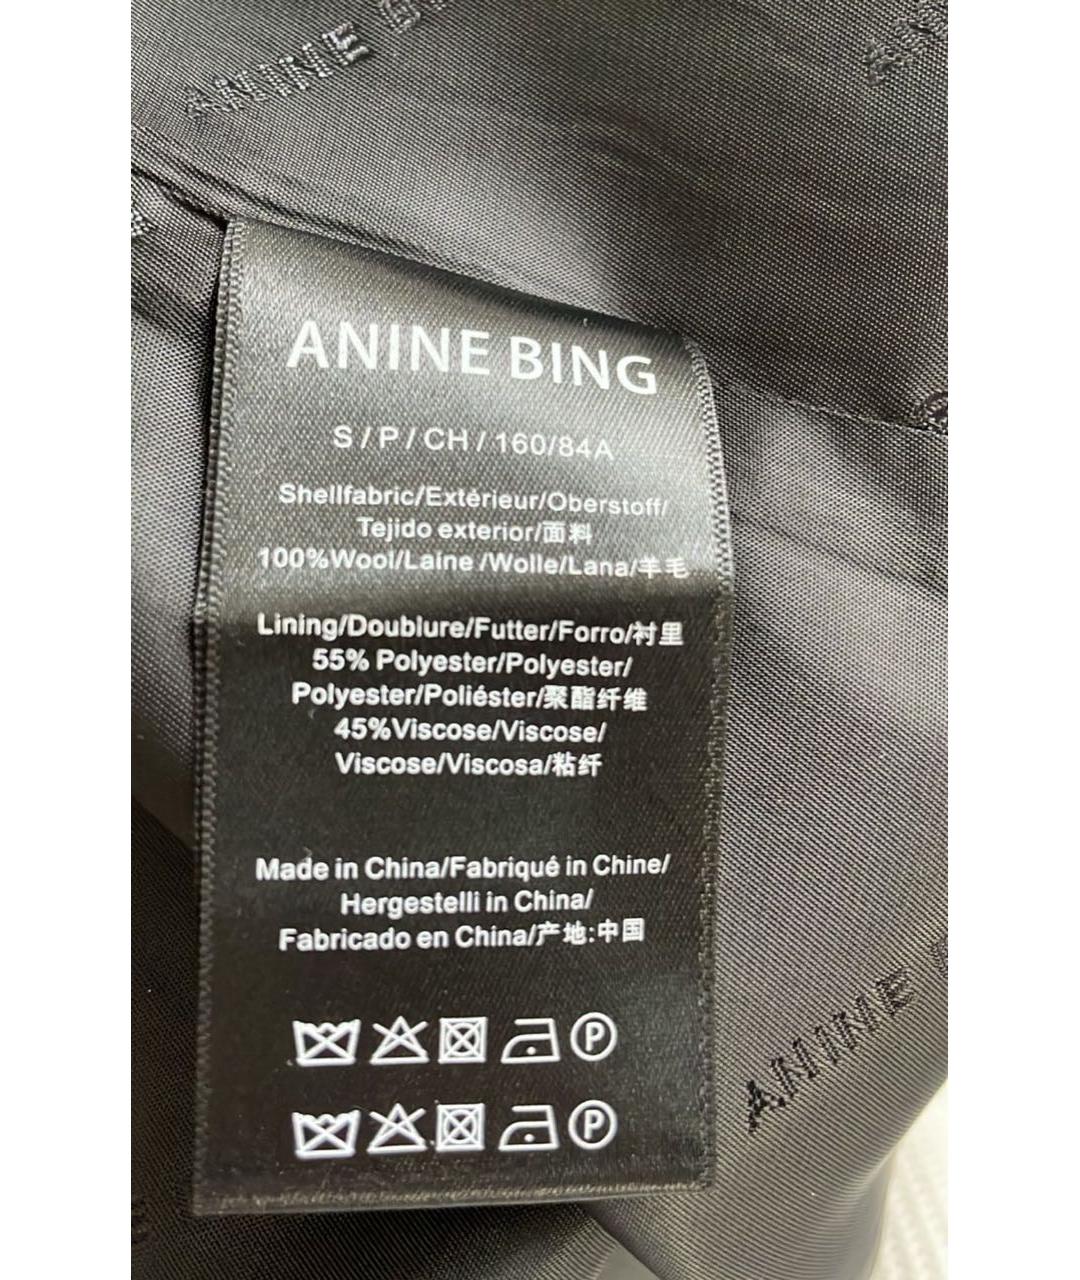 ANINE B
ANINE BING
S/P/CH/160/84A
Shellfabric/Extérieur/Oberstoff/
Tejido exterior/面料
100%Wool/Laine /Wolle/Lana/羊毛
Lining/Doublure/Futter/Forro/衬里
55% Polyester/Polyester/
Polyester/Poliéster/聚酯纤维
45%Viscose/Viscose/
Viscose/Viscosa/粘纤
Made in China/Fabriqué in Chine/
Hergestelli in China/
Fabricado en China/产地:中国
P
P
ANINE